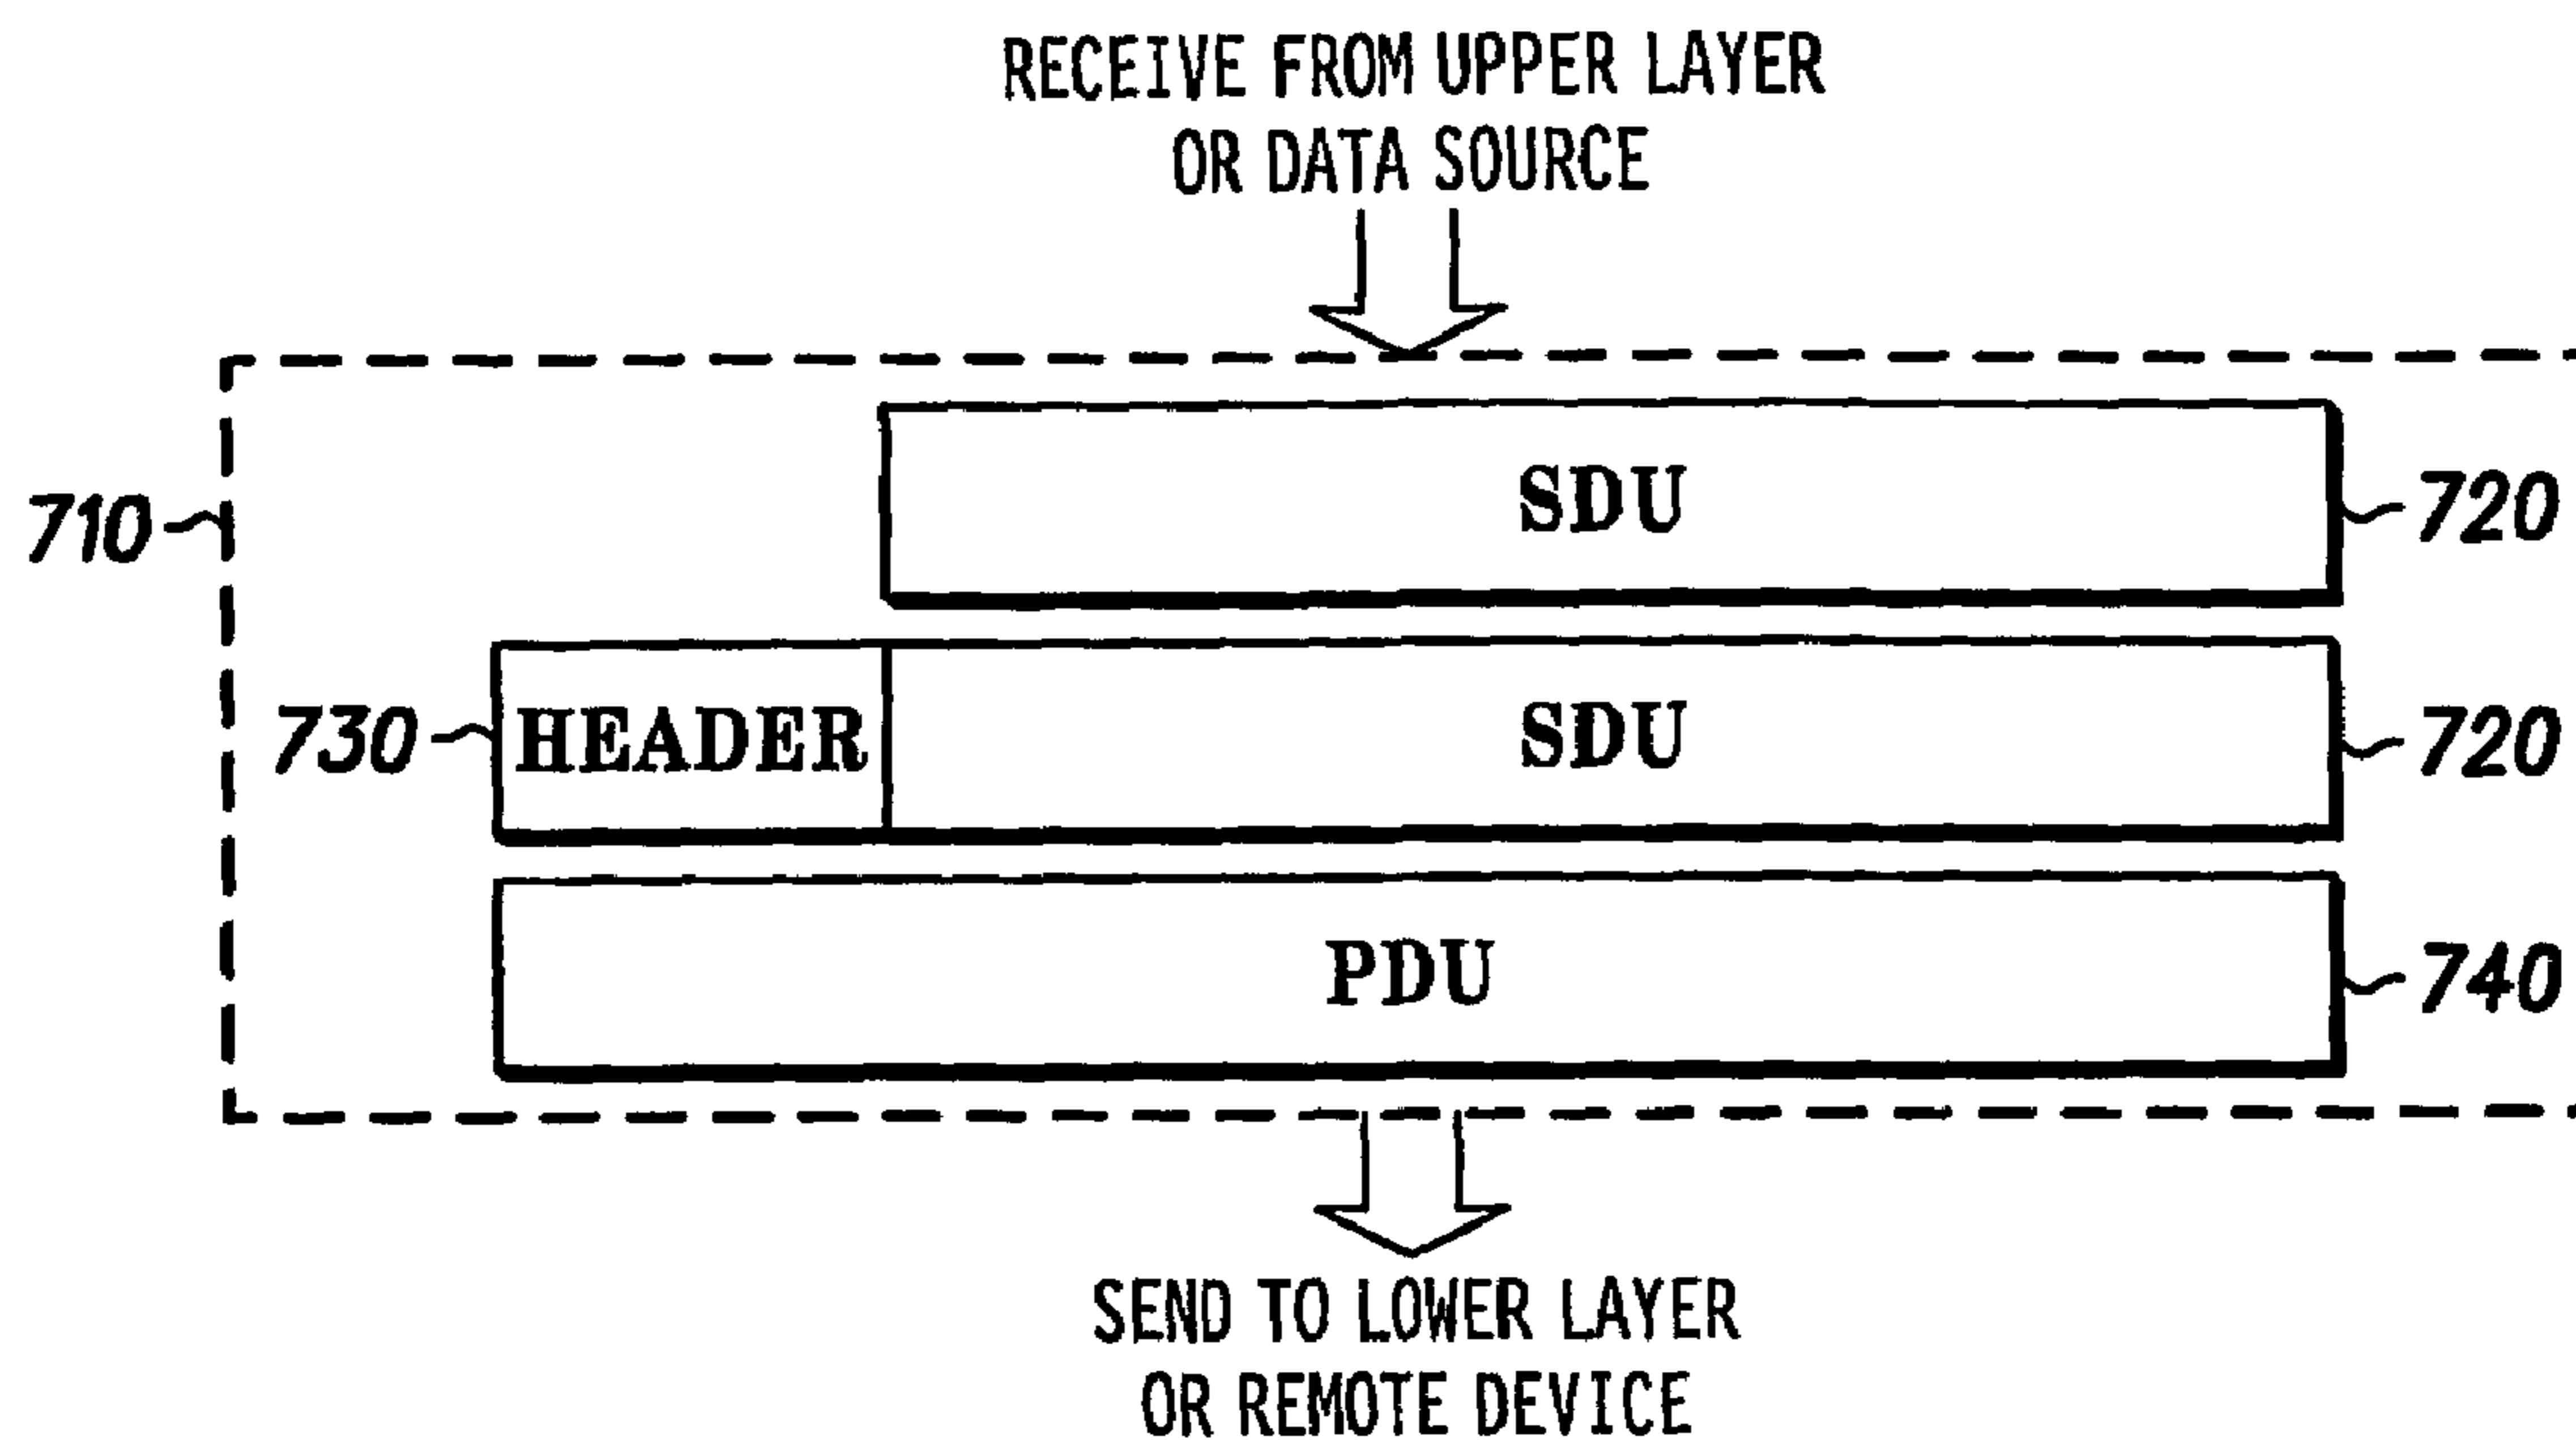 RECEIVE FROM UPPER LAYER
OR DATA SOURCE
SDU
710
720
730
HEADER
SDU
720
PDU
740
SEND TO LOWER LAYER
OR REMOTE DEVICE